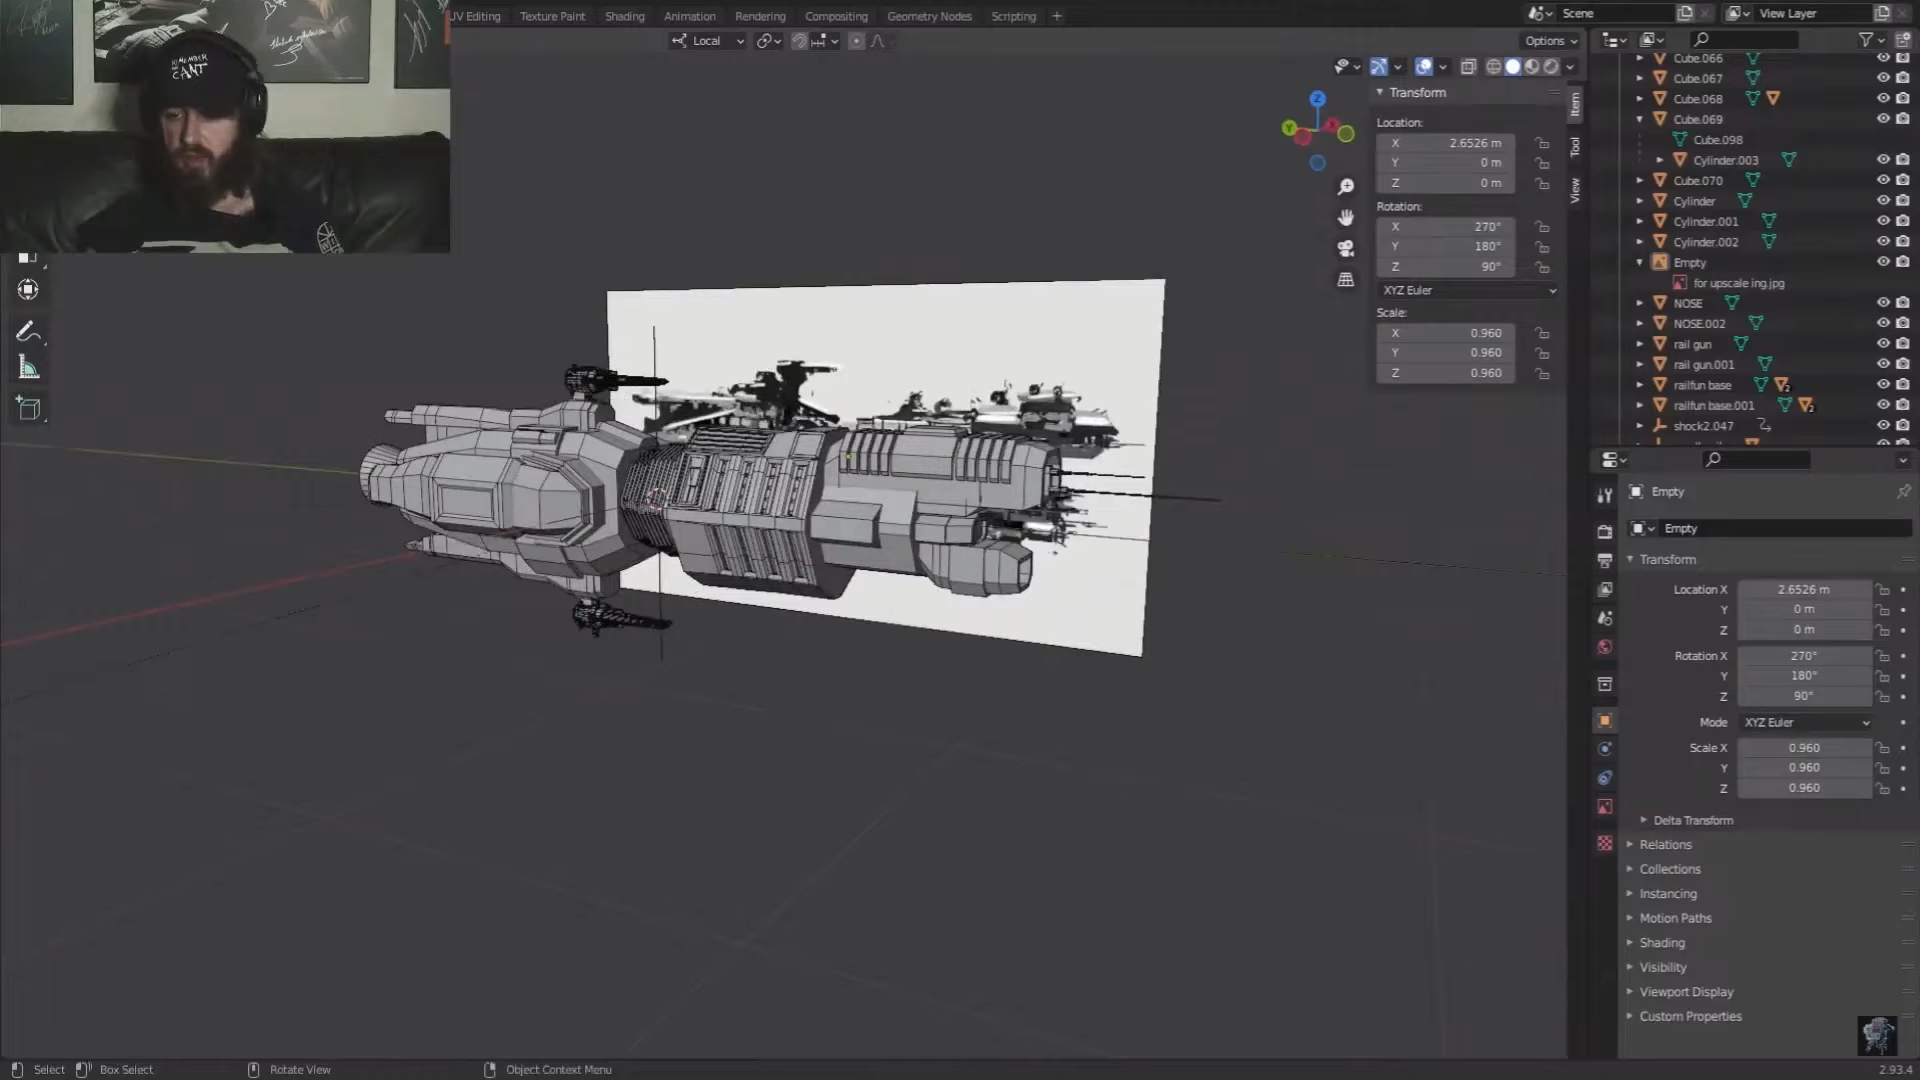 REMEMBER
THE
CANT
UV Editing Texture Paint Shading Animation Rendering Compositing Geometry Nodes Scripting +
Scene
View Layer
Local
Options
Transform
Location:
X 2.6526 m
Y 0 m
Z 0 m
Rotation:
X 270°
Y 180°
Z 90°
XYZ Euler
Scale:
X 0.960
Y 0.960
Z 0.960
Item
Tool
View
Z
Y
X
Cube.066
Cube.067
Cube.068
Cube.069
Cube.098
Cylinder.003
Cube.070
Cylinder
Cylinder.001
Cylinder.002
Empty
for upscale ing.jpg
NOSE
NOSE.002
rail gun
rail gun.001
railfun base 2
railfun base.001 2
shock2.047
Empty
Empty
Transform
Location X 2.6526 m
Y 0 m
Z 0 m
Rotation X 270°
Y 180°
Z 90°
Mode XYZ Euler
Scale X 0.960
Y 0.960
Z 0.960
Delta Transform
Relations
Collections
Instancing
Motion Paths
Shading
Visibility
Viewport Display
Custom Properties
Select Box Select Rotate View Object Context Menu 2.93.4